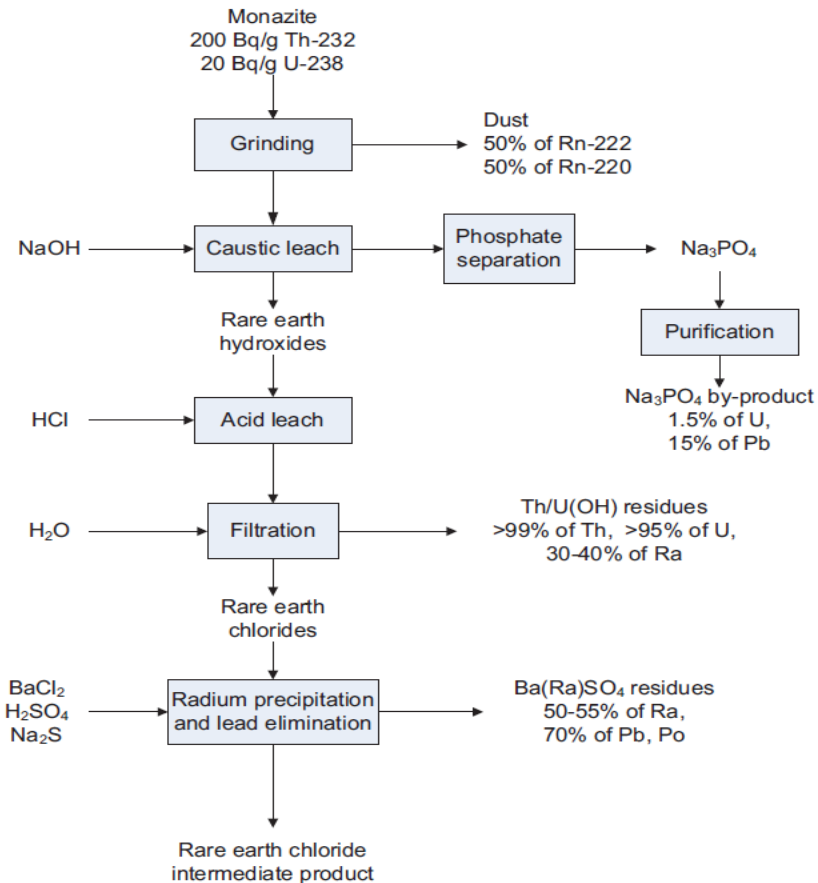 Monazite
200 Bq/g Th-232
20 Bq/g U-238
Grinding
Dust
50% of Rn-222
50% of Rn-220
NaOH
Caustic leach
Phosphate
separation
Na₃PO₄
Rare earth
hydroxides
Purification
HCl
Acid leach
Na₃PO₄ by-product
1.5% of U,
15% of Pb
H₂O
Filtration
Th/U(OH) residues
>99% of Th, >95% of U,
30-40% of Ra
Rare earth
chlorides
BaCl₂
H₂SO₄
Na₂S
Radium precipitation
and lead elimination
Ba(Ra)SO₄ residues
50-55% of Ra,
70% of Pb, Po
Rare earth chloride
intermediate product